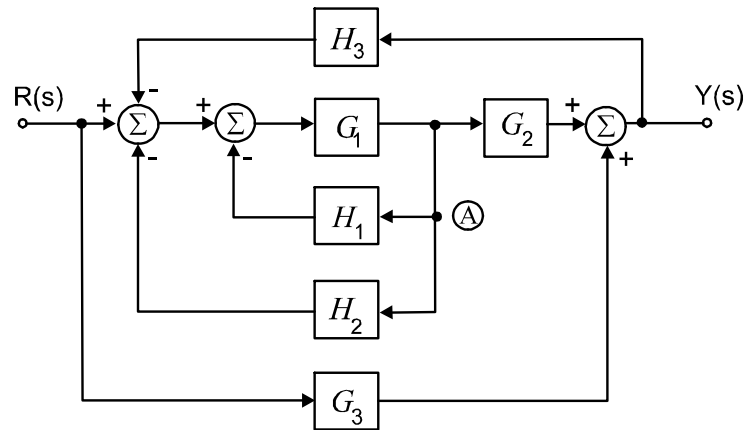 H3
-
R(s)
+
Σ
+
Σ
G1
G2
+
Σ
Y(s)
-
-
+
H1
A
H2
G3